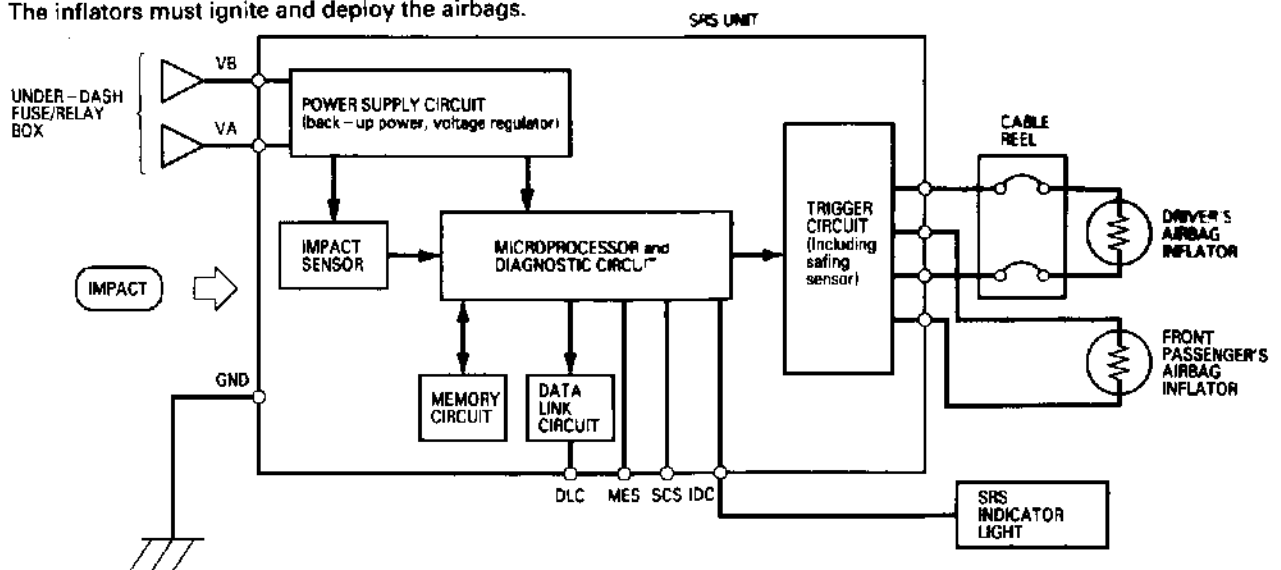 The inflators must ignite and deploy the airbags.
SRS UNIT
UNDER-DASH
FUSE/RELAY
BOX
VB
VA
POWER SUPPLY CIRCUIT
(back-up power, voltage regulator)
IMPACT
SENSOR
MICROPROCESSOR and
DIAGNOSTIC CIRCUIT
TRIGGER
CIRCUIT
(Including
safing
sensor)
CABLE
REEL
DRIVER'S
AIRBAG
INFLATOR
IMPACT
FRONT
PASSENGER'S
AIRBAG
INFLATOR
GND
MEMORY
CIRCUIT
DATA
LINK
CIRCUIT
DLC MES SCS IDC
SRS
INDICATOR
LIGHT